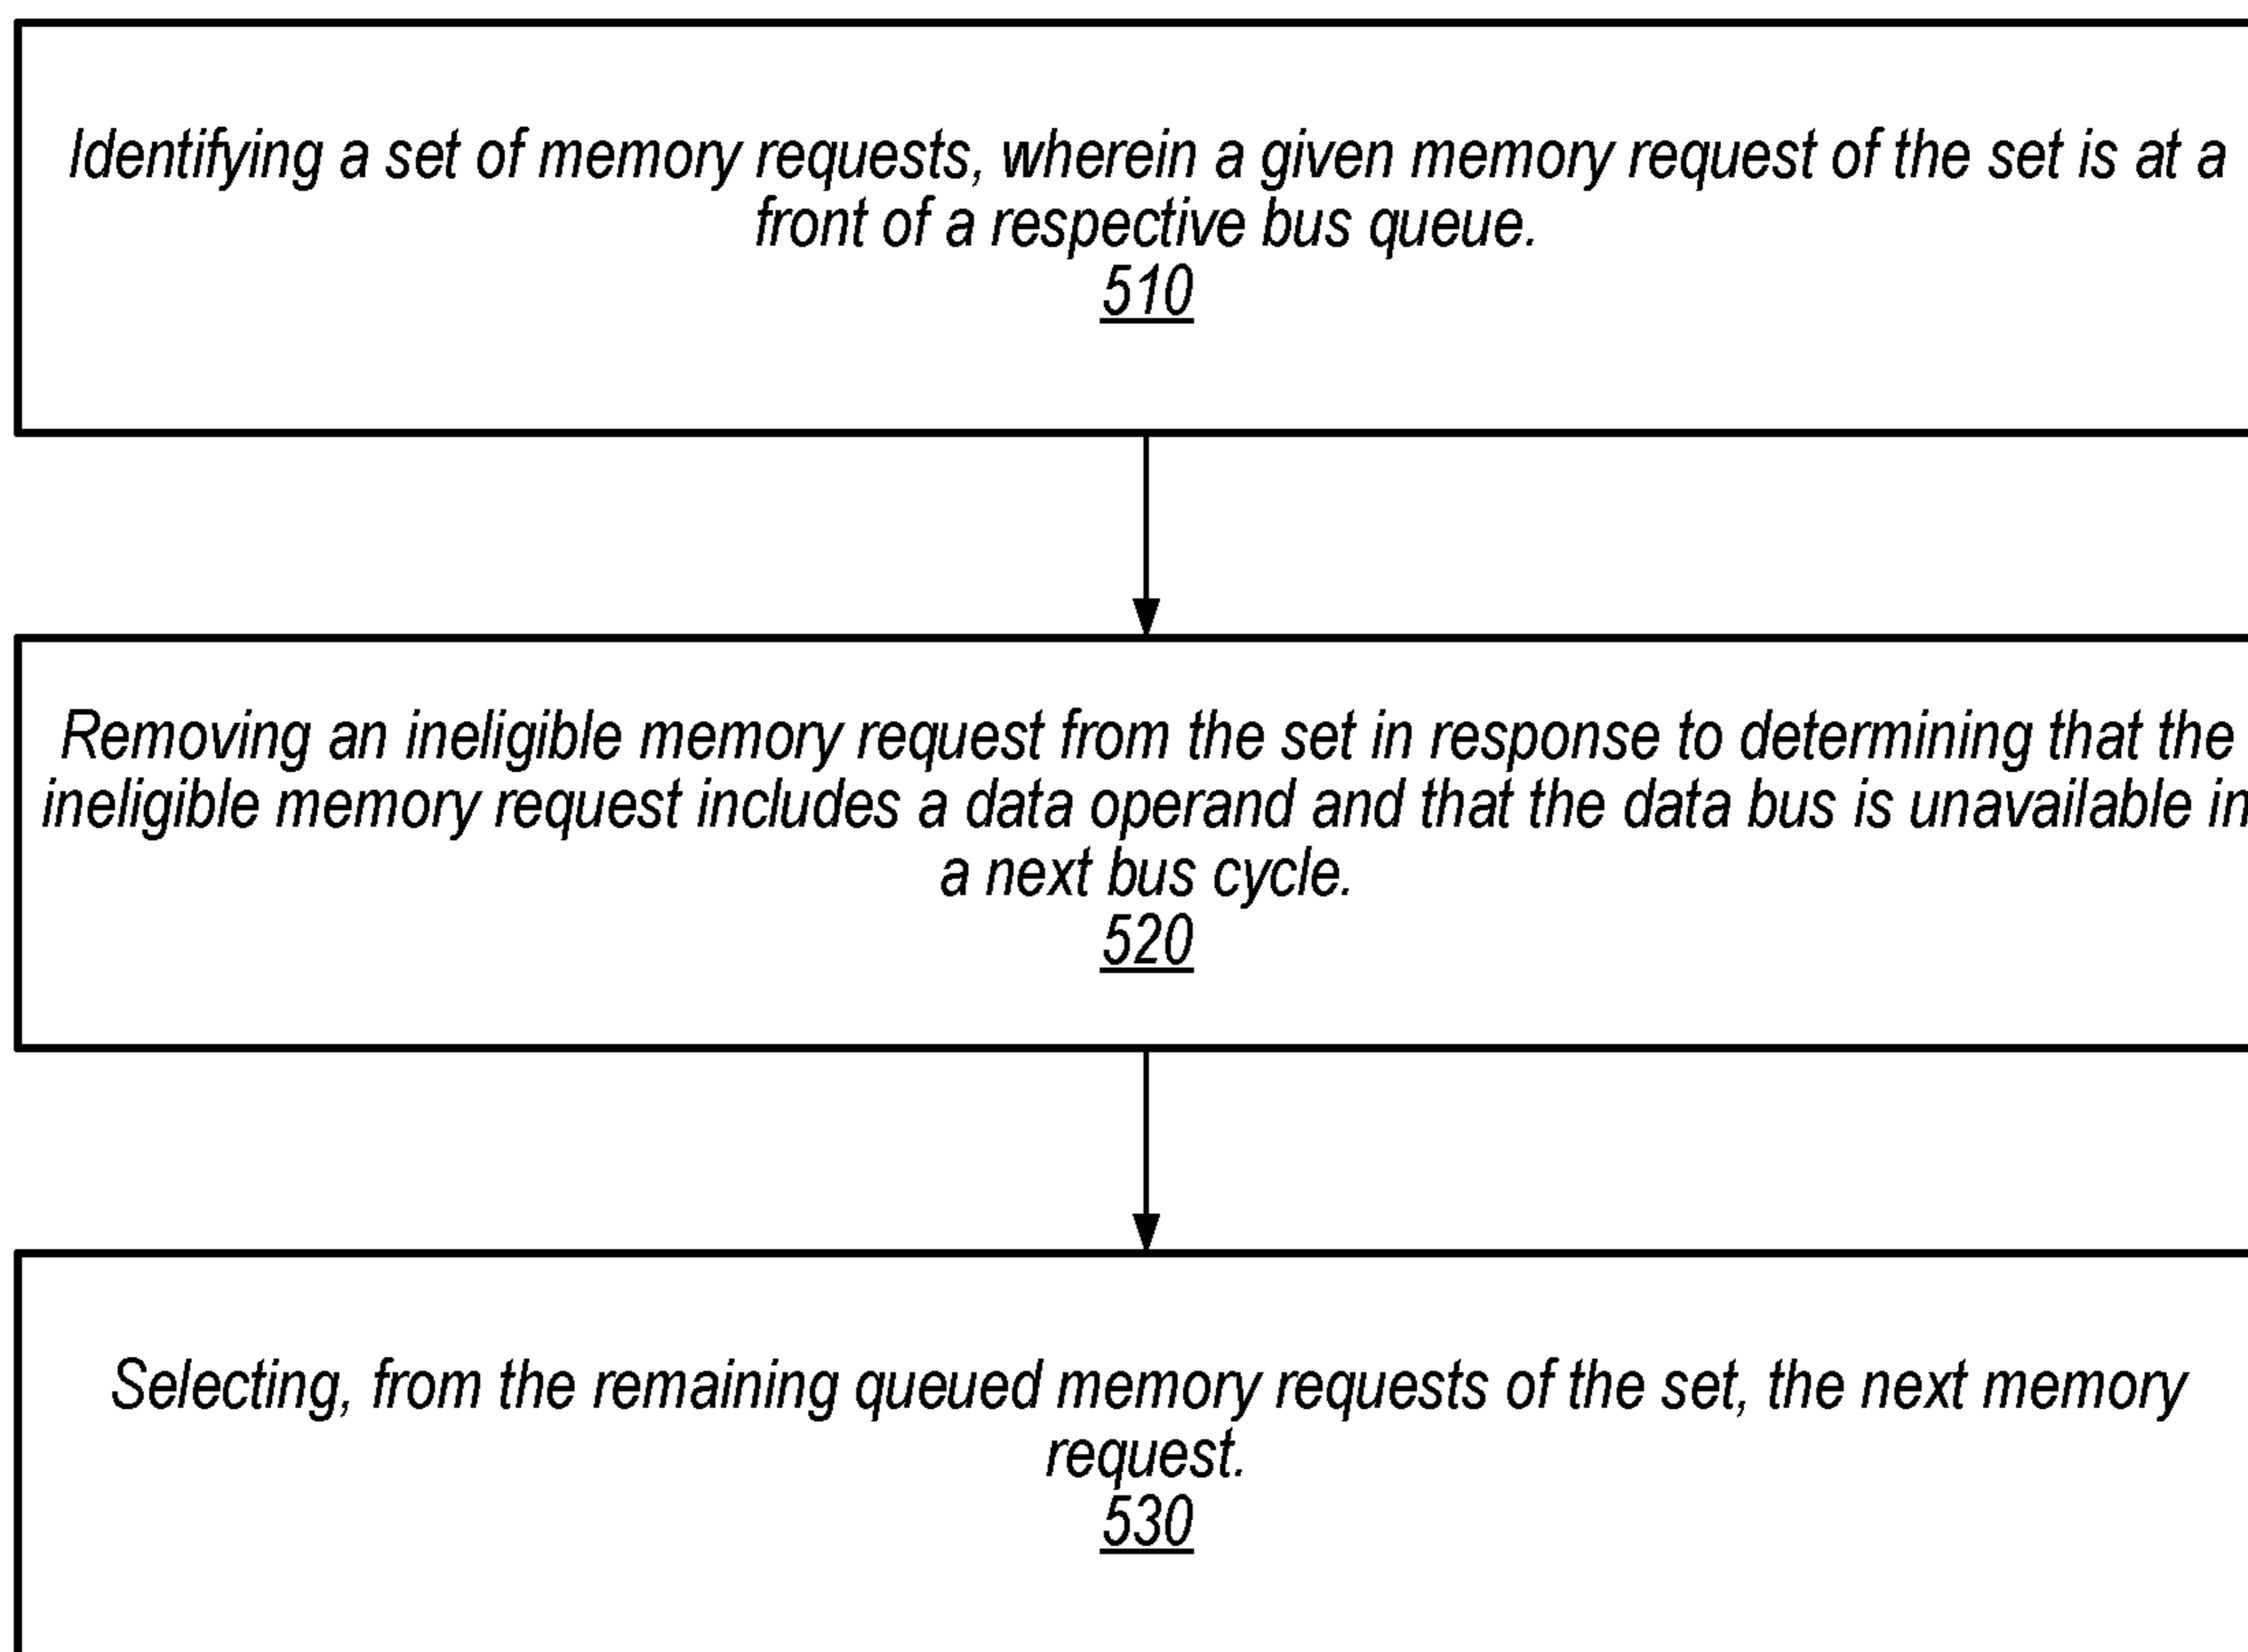 Identifying a set of memory requests, wherein a given memory request of the set is at a
front of a respective bus queue.
510
Removing an ineligible memory request from the set in response to determining that the
ineligible memory request includes a data operand and that the data bus is unavailable in
a next bus cycle.
520
Selecting, from the remaining queued memory requests of the set, the next memory
request.
530